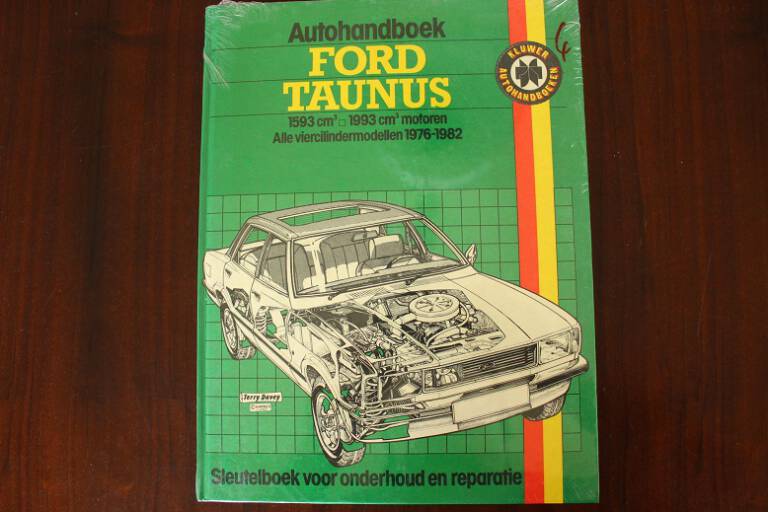 Autohandboek
FORD
TAUNUS
1593 cm³ □ 1993 cm³ motoren
Alle viercilindermodellen 1976-1982
KLUWER
AUTOHANDBOEKEN
4
Terry Davey
Sleutelboek voor onderhoud en reparatie